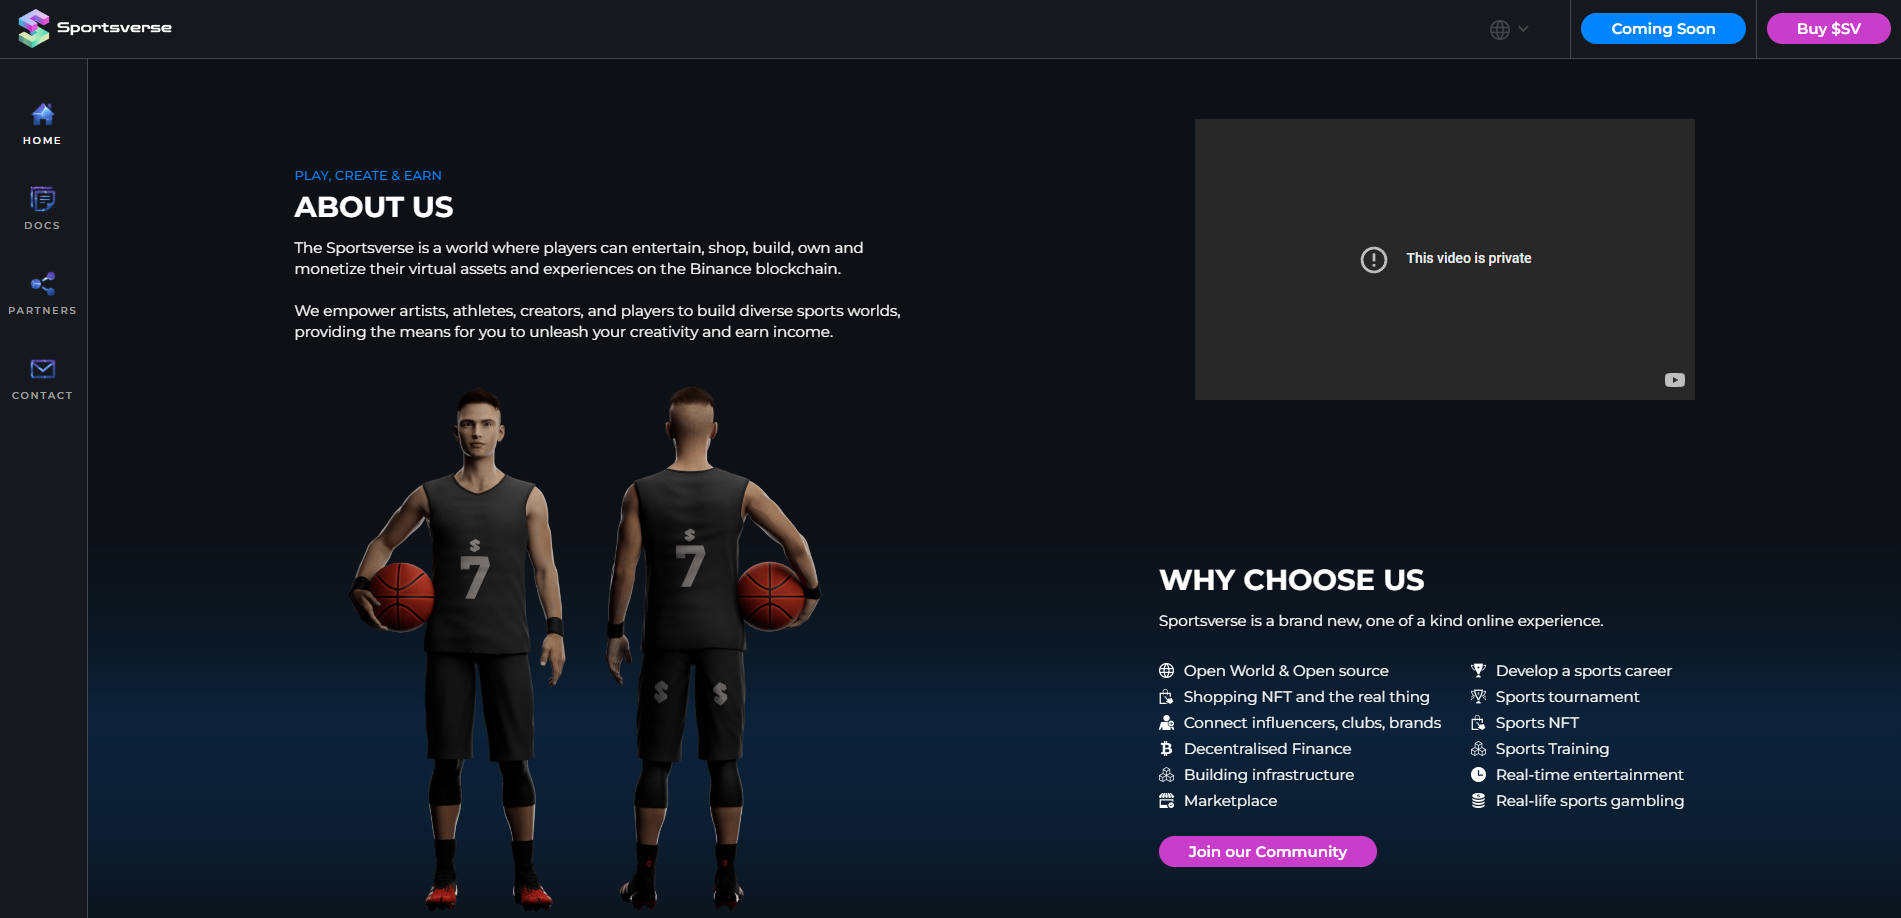 Sportsverse
Coming Soon
Buy $SV
HOME
DOCS
PARTNERS
CONTACT
PLAY, CREATE & EARN
ABOUT US
The Sportsverse is a world where players can entertain, shop, build, own and
monetize their virtual assets and experiences on the Binance blockchain.
We empower artists, athletes, creators, and players to build diverse sports worlds,
providing the means for you to unleash your creativity and earn income.
This video is private
7
7
WHY CHOOSE US
Sportsverse is a brand new, one of a kind online experience.
Open World & Open source
Shopping NFT and the real thing
Connect influencers, clubs, brands
Decentralised Finance
Building infrastructure
Marketplace
Develop a sports career
Sports tournament
Sports NFT
Sports Training
Real-time entertainment
Real-life sports gambling
Join our Community